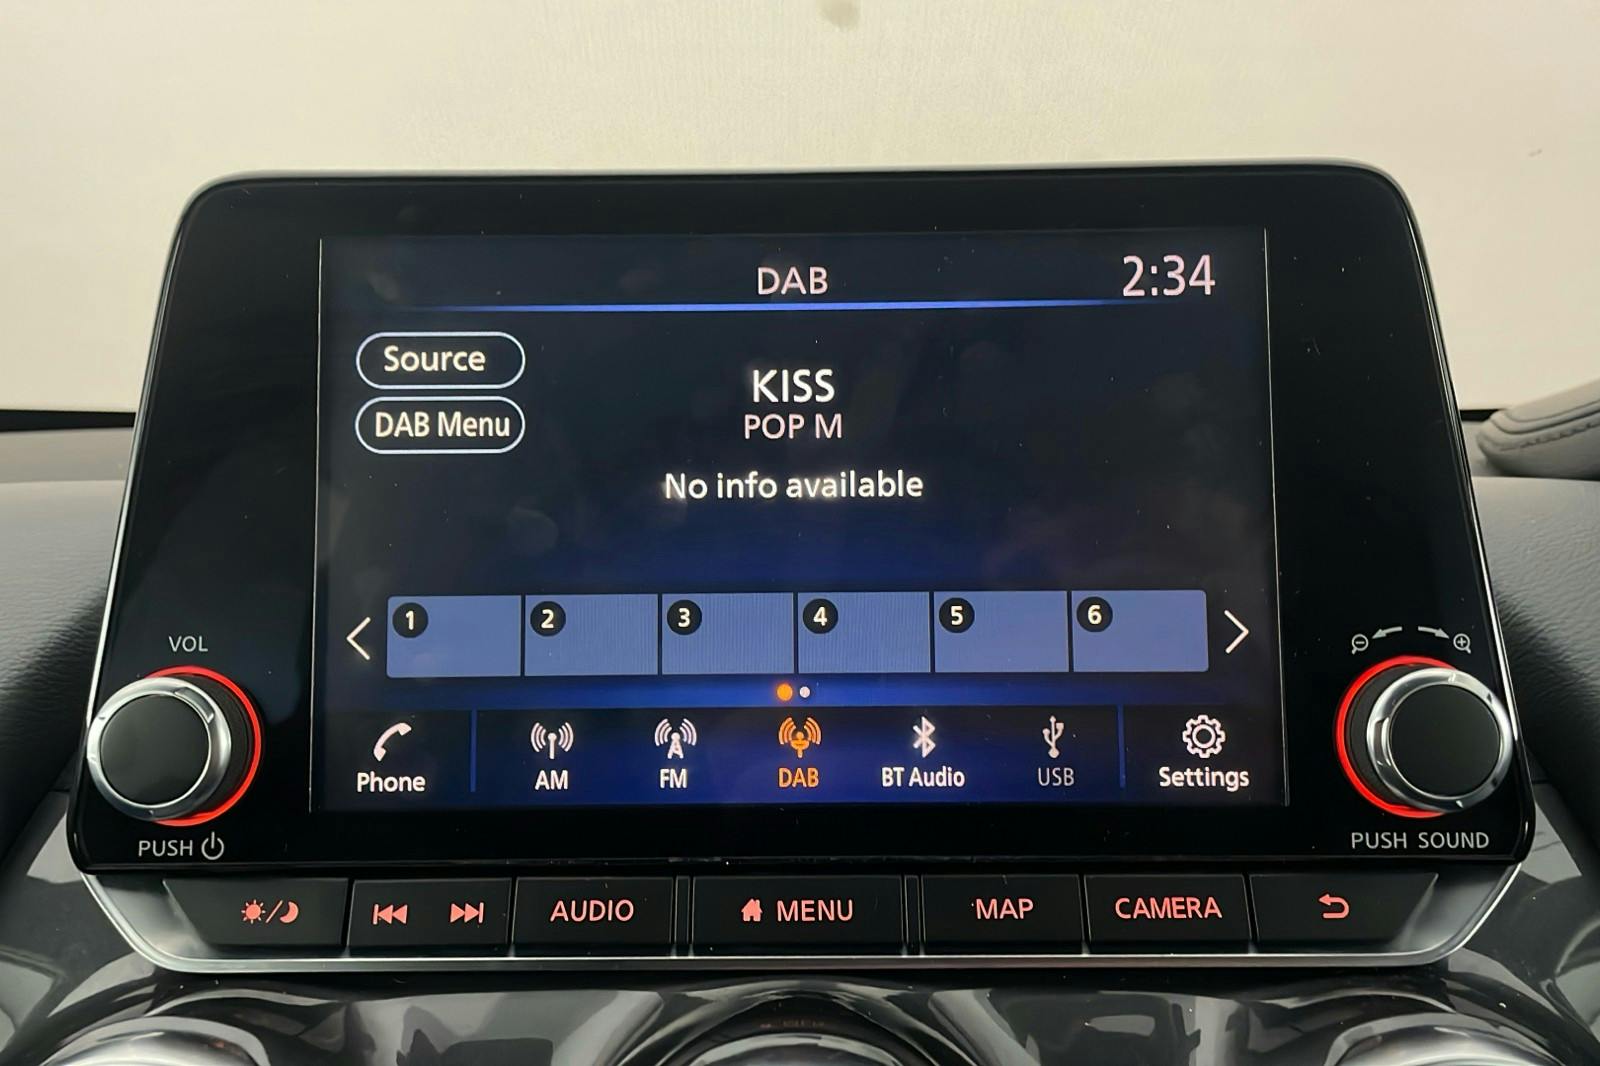 DAB 2:34
Source
DAB Menu
KISS
POP M
No info available
1 2 3 4 5 6
VOL
PUSH
Phone AM FM DAB BT Audio USB Settings
PUSH SOUND
AUDIO MENU MAP CAMERA